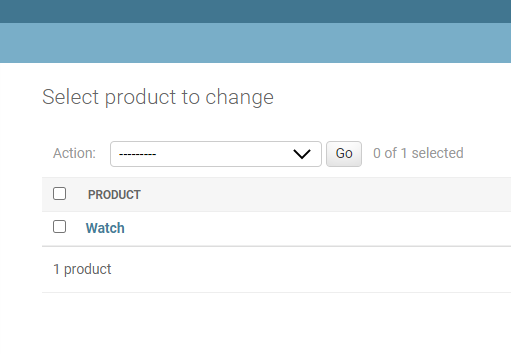 Select product to change
Action: --------- Go 0 of 1 selected
PRODUCT
Watch
1 product